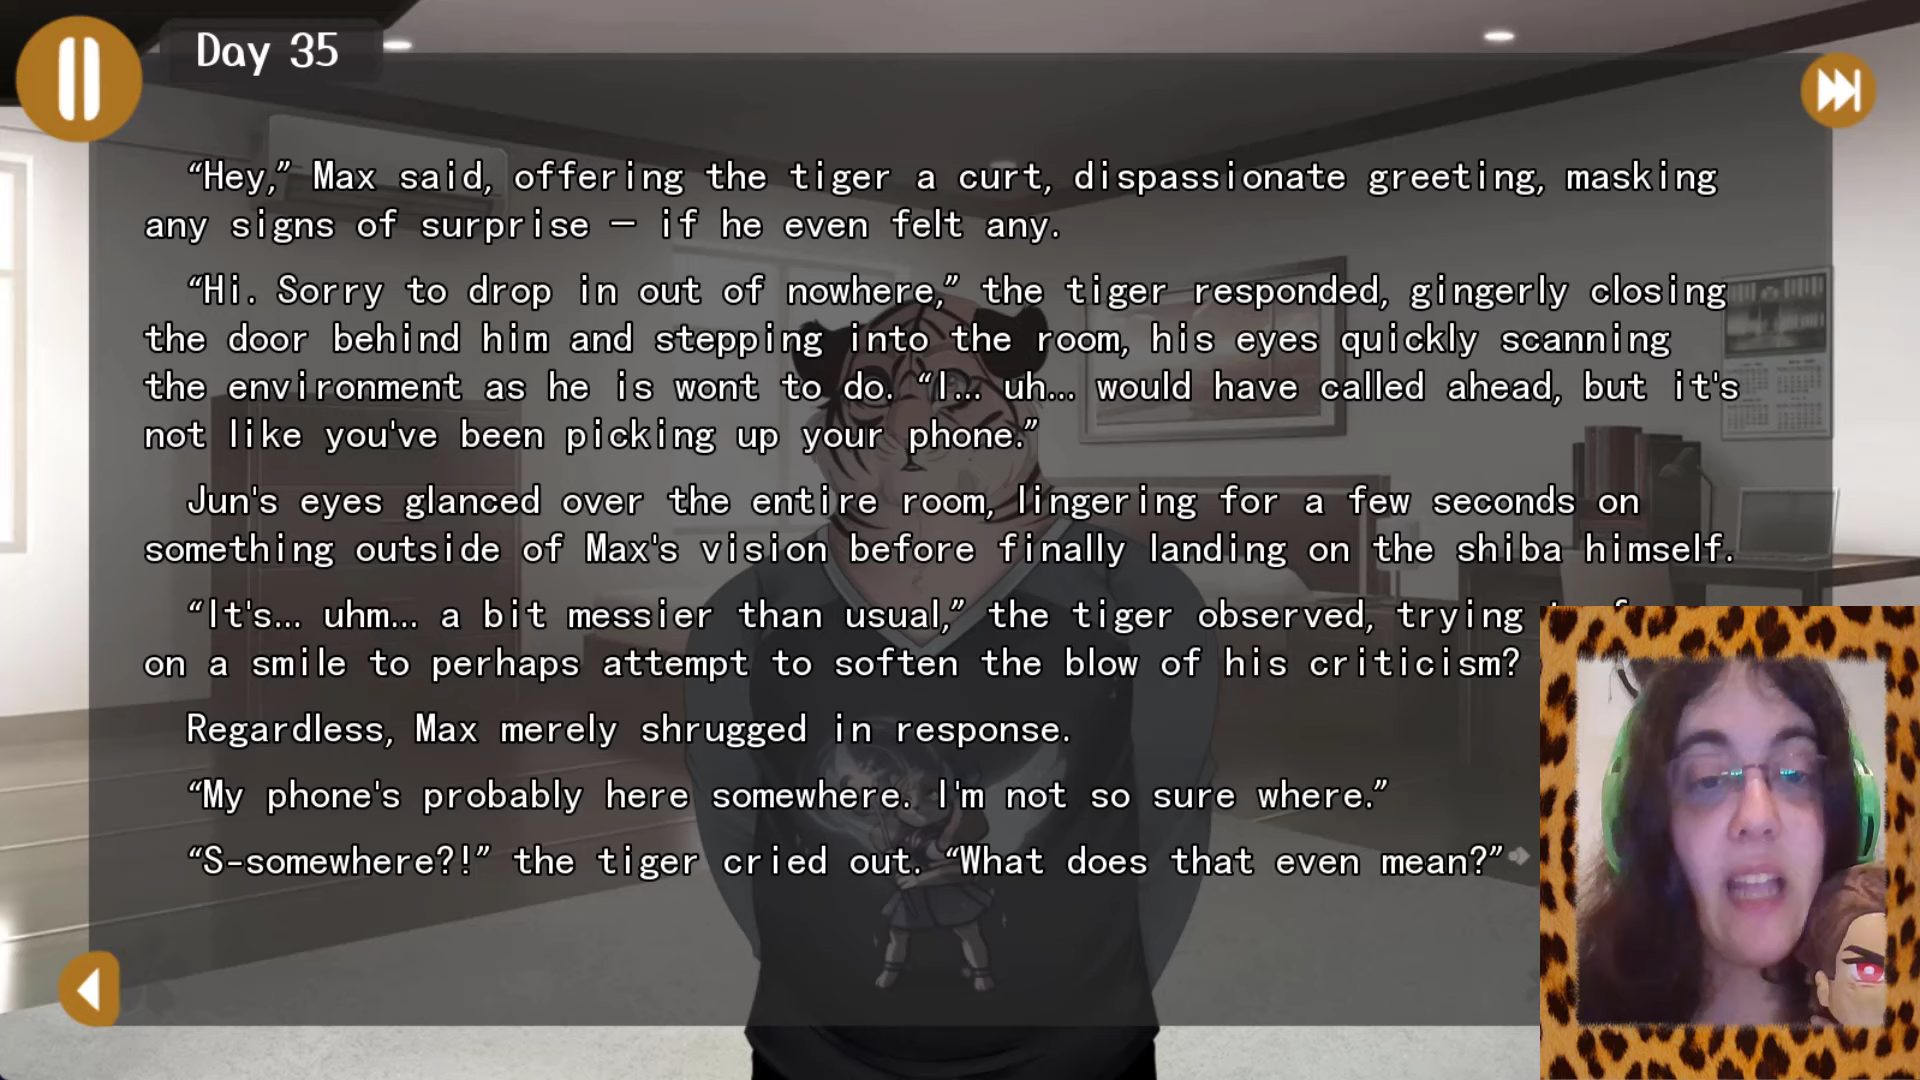 Day 35
“Hey,” Max said, offering the tiger a curt, dispassionate greeting, masking
any signs of surprise — if he even felt any.
“Hi. Sorry to drop in out of nowhere,” the tiger responded, gingerly closing
the door behind him and stepping into the room, his eyes quickly scanning
the environment as he is wont to do. “I... uh... would have called ahead, but it's
not like you've been picking up your phone.”
Jun's eyes glanced over the entire room, lingering for a few seconds on
something outside of Max's vision before finally landing on the shiba himself.
“It's... uhm... a bit messier than usual,” the tiger observed, trying
on a smile to perhaps attempt to soften the blow of his criticism?
Regardless, Max merely shrugged in response.
“My phone's probably here somewhere. I'm not so sure where.”
“S-somewhere?!” the tiger cried out. “What does that even mean?”